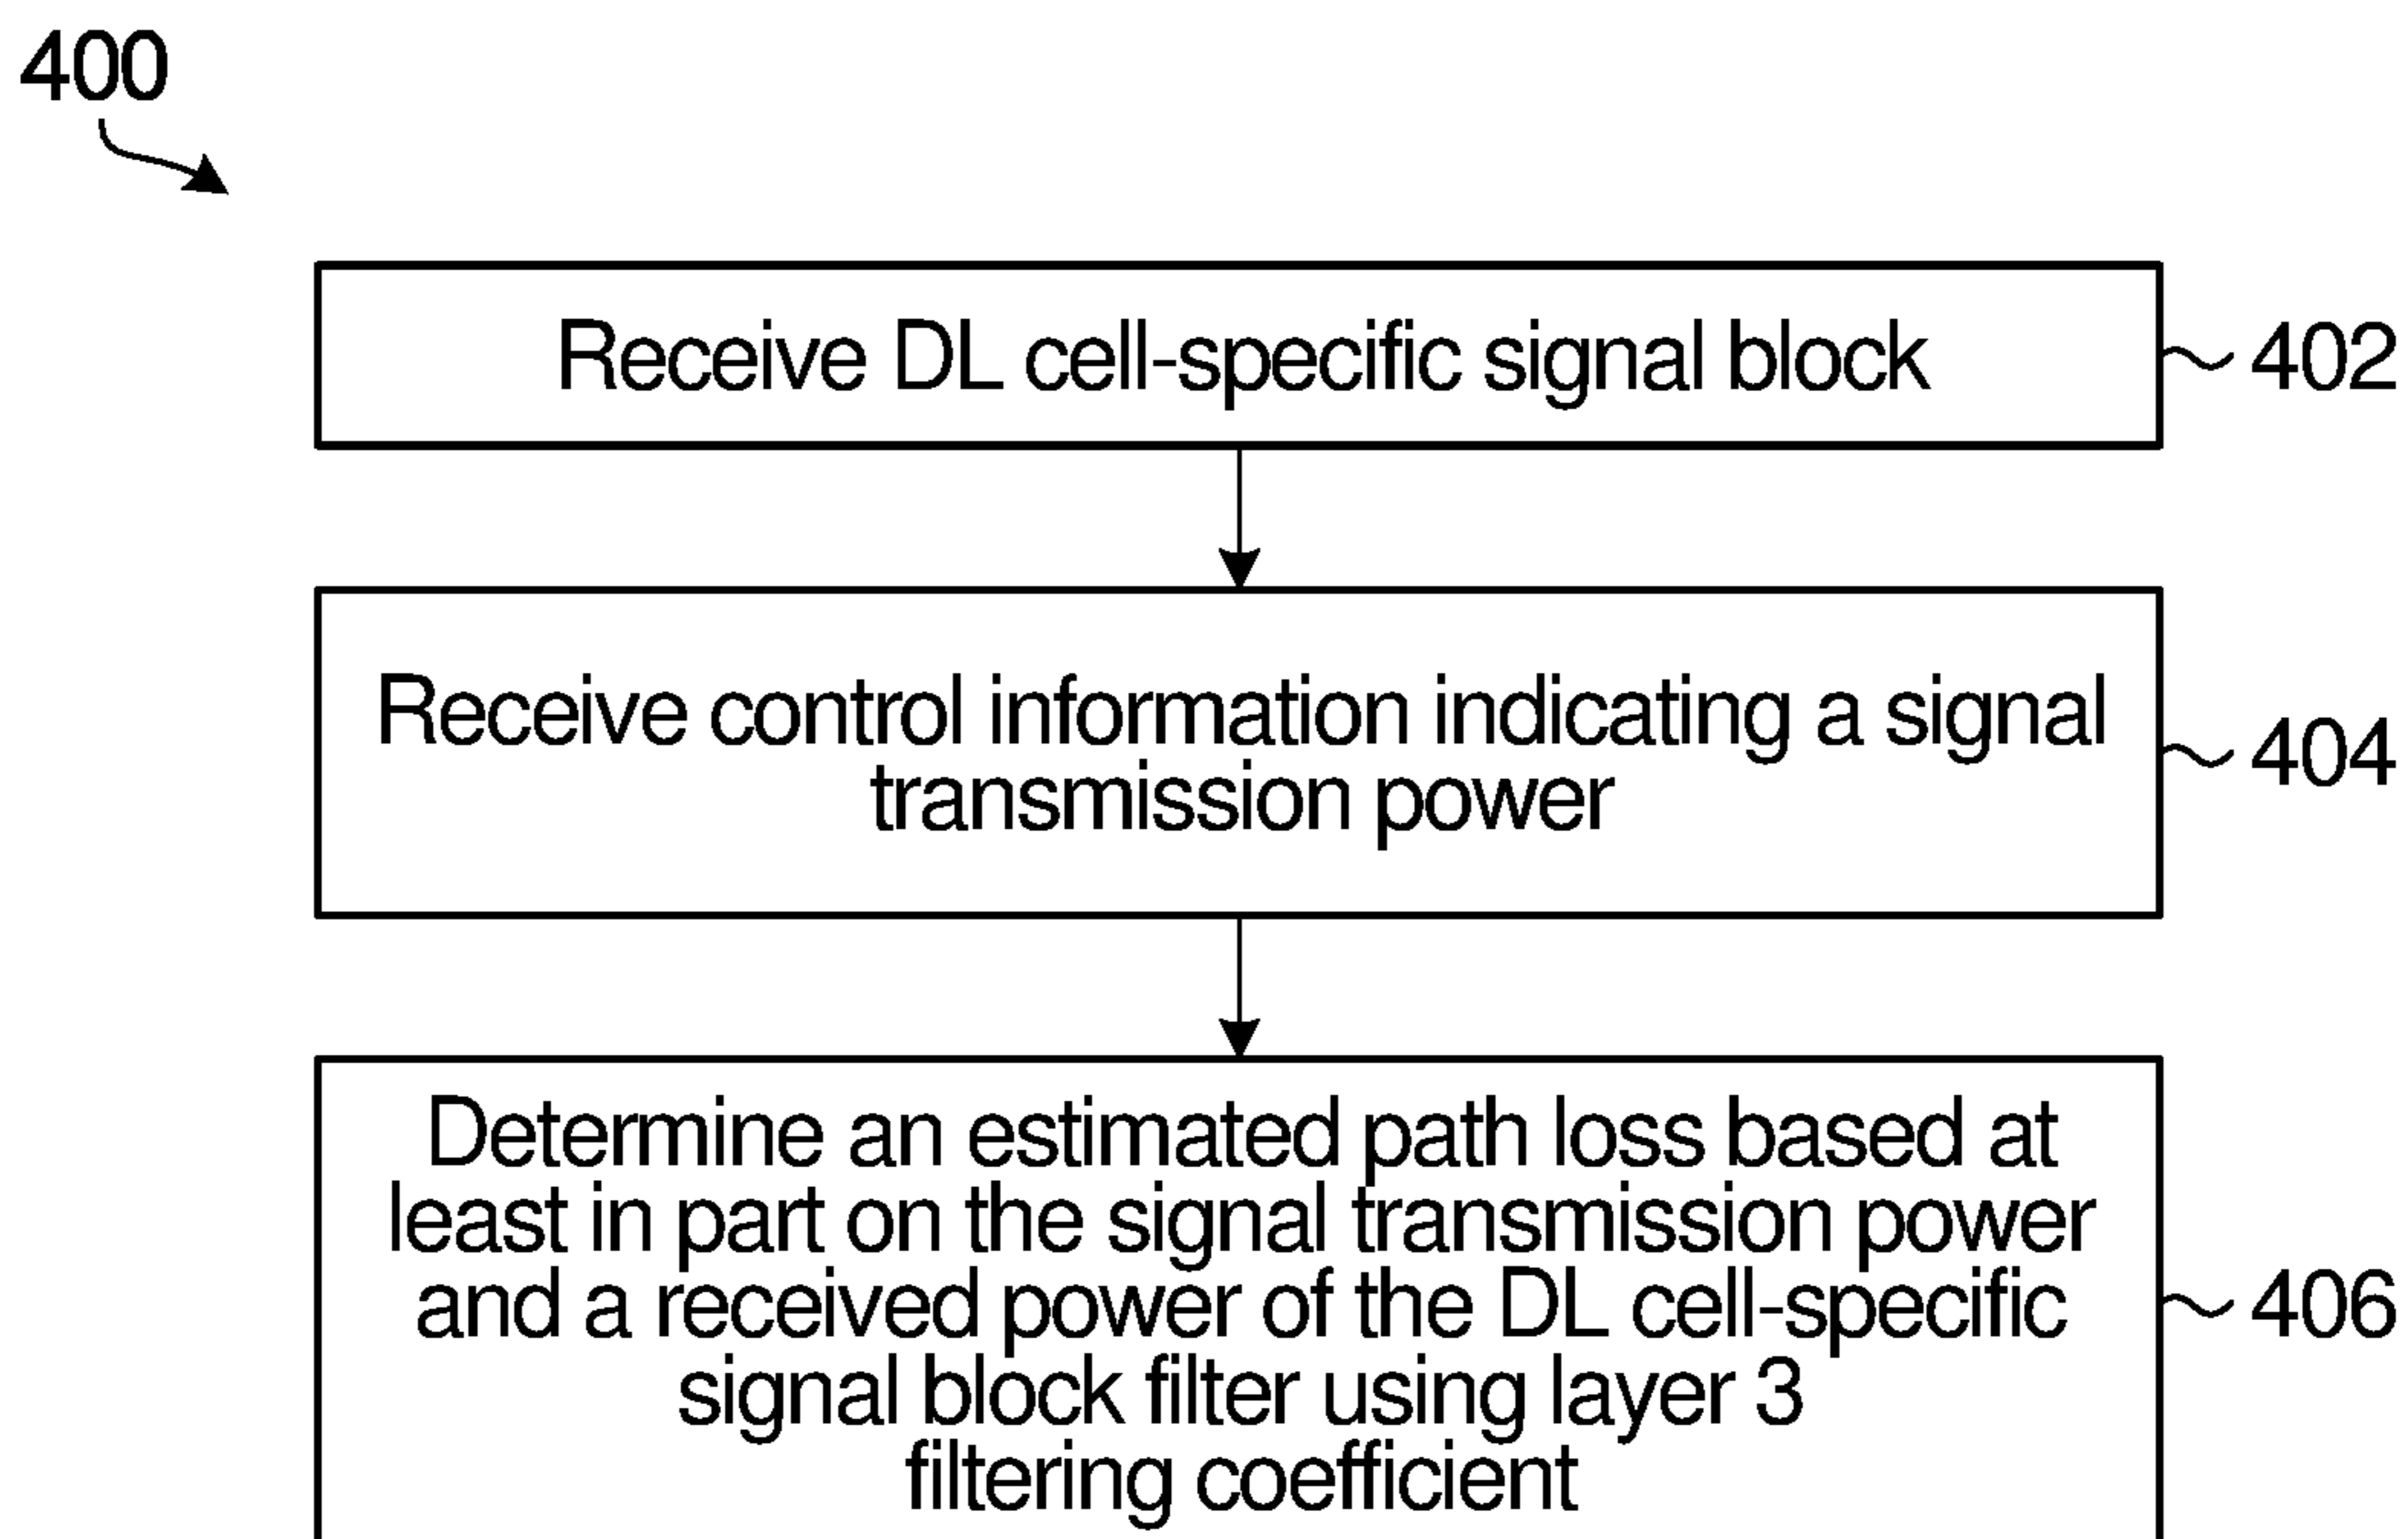 400
Receive DL cell-specific signal block
402
Receive control information indicating a signal
transmission power
404
Determine an estimated path loss based at
least in part on the signal transmission power
and a received power of the DL cell-specific
signal block filter using layer 3
filtering coefficient
406